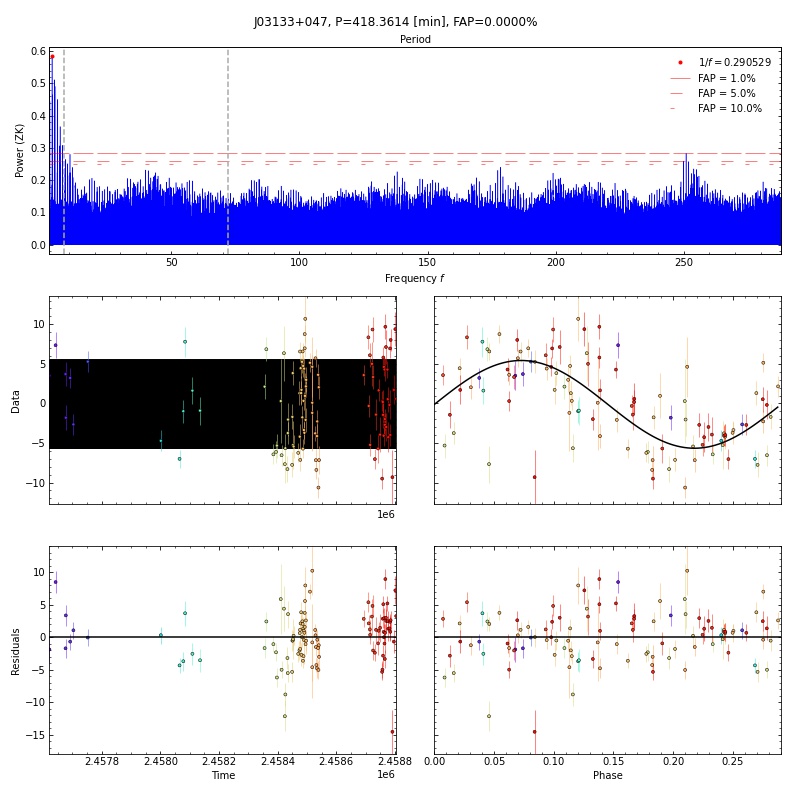 J03133+047, P=418.3614 [min], FAP=0.0000%
Period
0.6
0.5
0.4
0.3
0.2
0.1
0.0
Power (ZK)
1/f = 0.290529
FAP = 1.0%
FAP = 5.0%
FAP = 10.0%
50
100
150
200
250
Frequency f
10
5
0
−5
−10
Data
1e6
10
5
0
−5
−10
−15
Residuals
2.4578
2.4580
2.4582
2.4584
2.4586
2.4588
1e6
Time
0.00
0.05
0.10
0.15
0.20
0.25
Phase